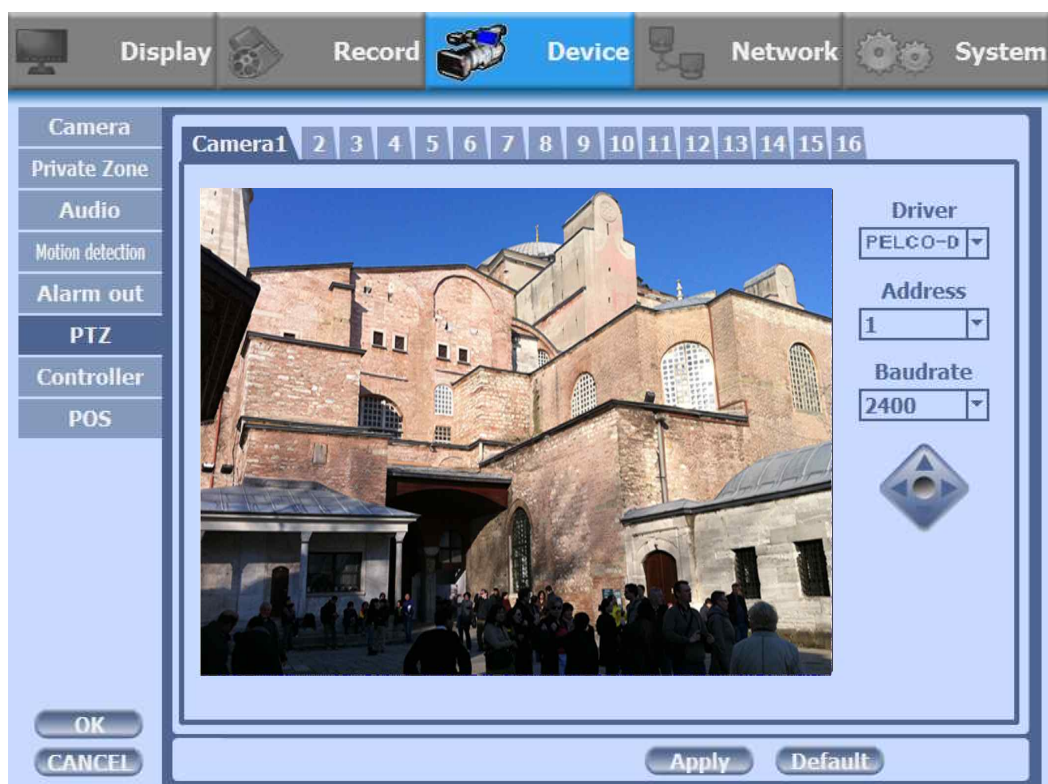 Display Record Device Network System
Camera
Private Zone
Audio
Motion detection
Alarm out
PTZ
Controller
POS
OK
CANCEL
Camera1 2 3 4 5 6 7 8 9 10 11 12 13 14 15 16
Driver
PELCO-D
Address
1
Baudrate
2400
Apply Default